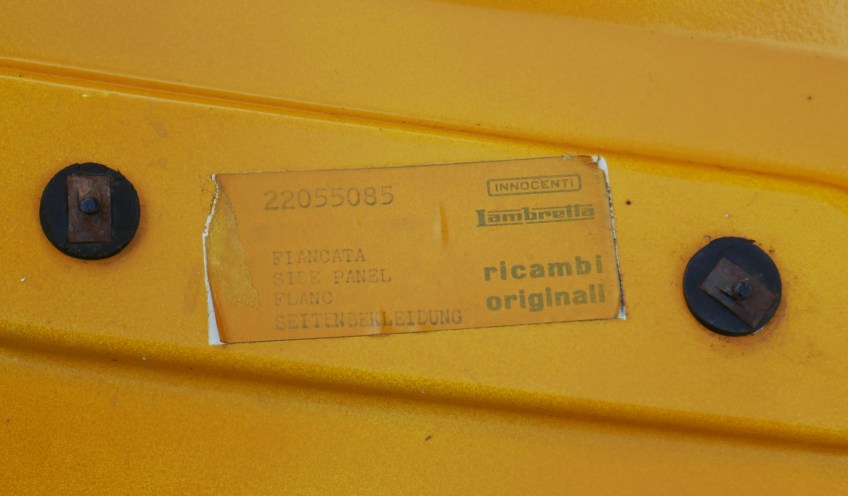 22055085
INNOCENTI
Lambretta
FIANCATA
SIDE PANEL
FLANC
SEITENBEKLEIDUNG
ricambi
originali